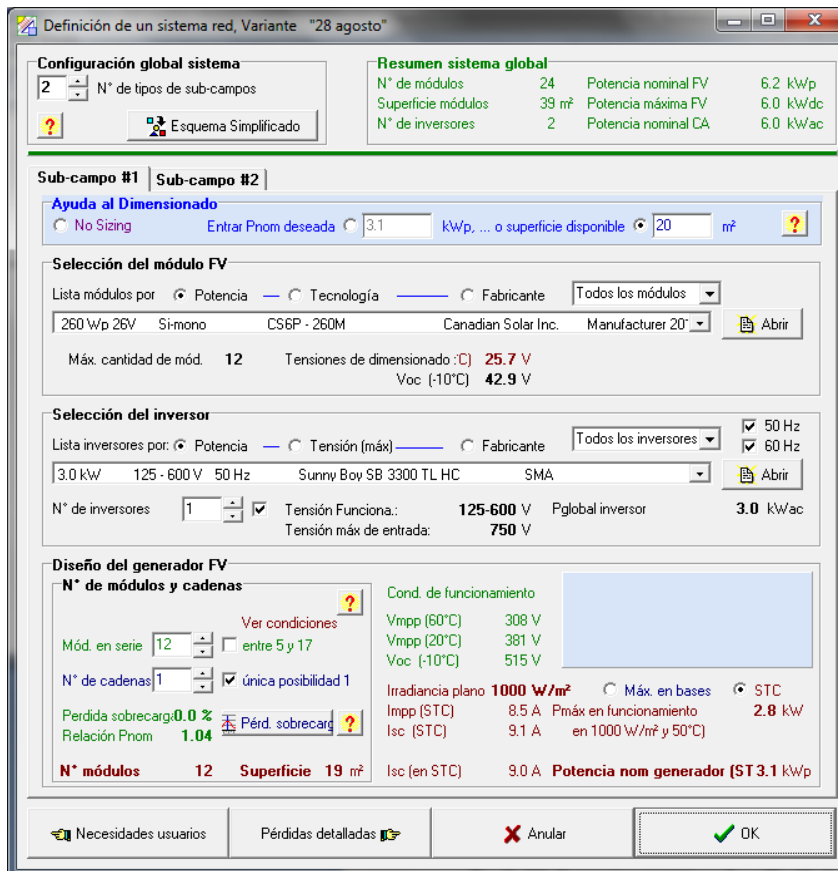 Definición de un sistema red, Variante "28 agosto"
Configuración global sistema
2 N° de tipos de sub-campos
? Esquema Simplificado
Resumen sistema global
N° de módulos 24 Potencia nominal FV 6.2 kWp
Superficie módulos 39 m² Potencia máxima FV 6.0 kWdc
N° de inversores 2 Potencia nominal CA 6.0 kWac
Sub-campo #1 Sub-campo #2
Ayuda al Dimensionado
No Sizing Entrar Pnom deseada 3.1 kWp, ... o superficie disponible 20 m² ?
Selección del módulo FV
Lista módulos por Potencia Tecnología Fabricante Todos los módulos
260 Wp 26V Si-mono CS6P - 260M Canadian Solar Inc. Manufacturer 20 Abrir
Máx. cantidad de mód. 12 Tensiones de dimensionado :°C) 25.7 V
Voc (-10°C) 42.9 V
Selección del inversor
Lista inversores por: Potencia Tensión (máx) Fabricante Todos los inversores 50 Hz
60 Hz
3.0 kW 125 - 600 V 50 Hz Sunny Boy SB 3300 TL HC SMA Abrir
N° de inversores 1 Tensión Funciona.: 125-600 V Pglobal inversor 3.0 kWac
Tensión máx de entrada: 750 V
Diseño del generador FV
N° de módulos y cadenas
?
Ver condiciones
Mód. en serie 12 entre 5 y 17
N° de cadenas 1 única posibilidad 1
Perdida sobrecarga 0.0 % Pérd. sobrecarg ?
Relación Pnom 1.04
N° módulos 12 Superficie 19 m²
Cond. de funcionamiento
Vmpp (60°C) 308 V
Vmpp (20°C) 381 V
Voc (-10°C) 515 V
Irradiancia plano 1000 W/m² Máx. en bases STC
Impp (STC) 8.5 A Pmáx en funcionamiento 2.8 kW
Isc (STC) 9.1 A en 1000 W/m² y 50°C)
Isc (en STC) 9.0 A Potencia nom generador (ST 3.1 kWp
Necesidades usuarios Pérdidas detalladas Anular OK